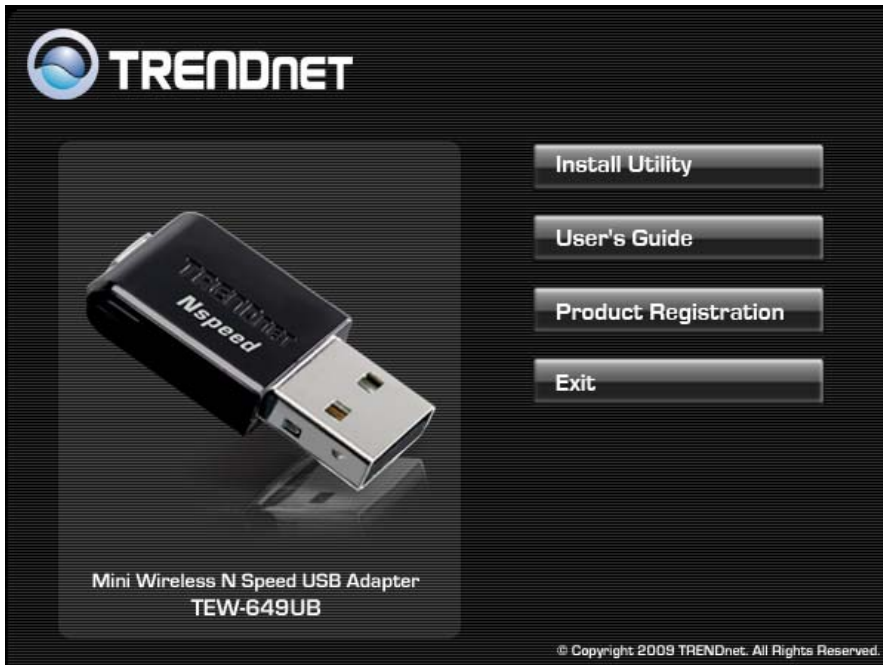 TRENDNET
Install Utility
User's Guide
Product Registration
Exit
TRENDNET
Nspeed
Mini Wireless N Speed USB Adapter
TEW-649UB
© Copyright 2009 TRENDnet. All Rights Reserved.